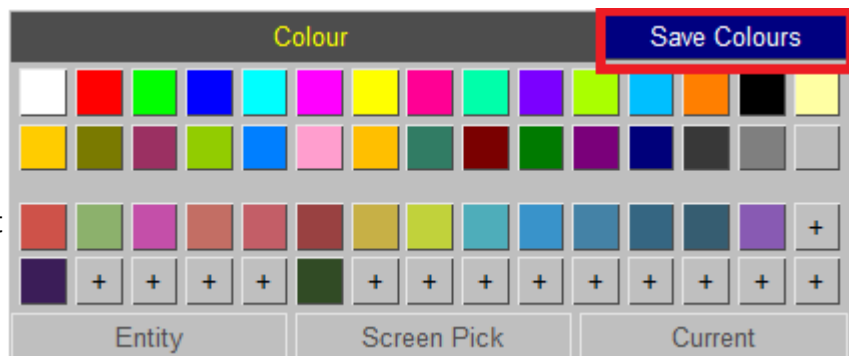 Colour Save Colours
t
+
+ + + + + + + + + + + + +
Entity Screen Pick Current